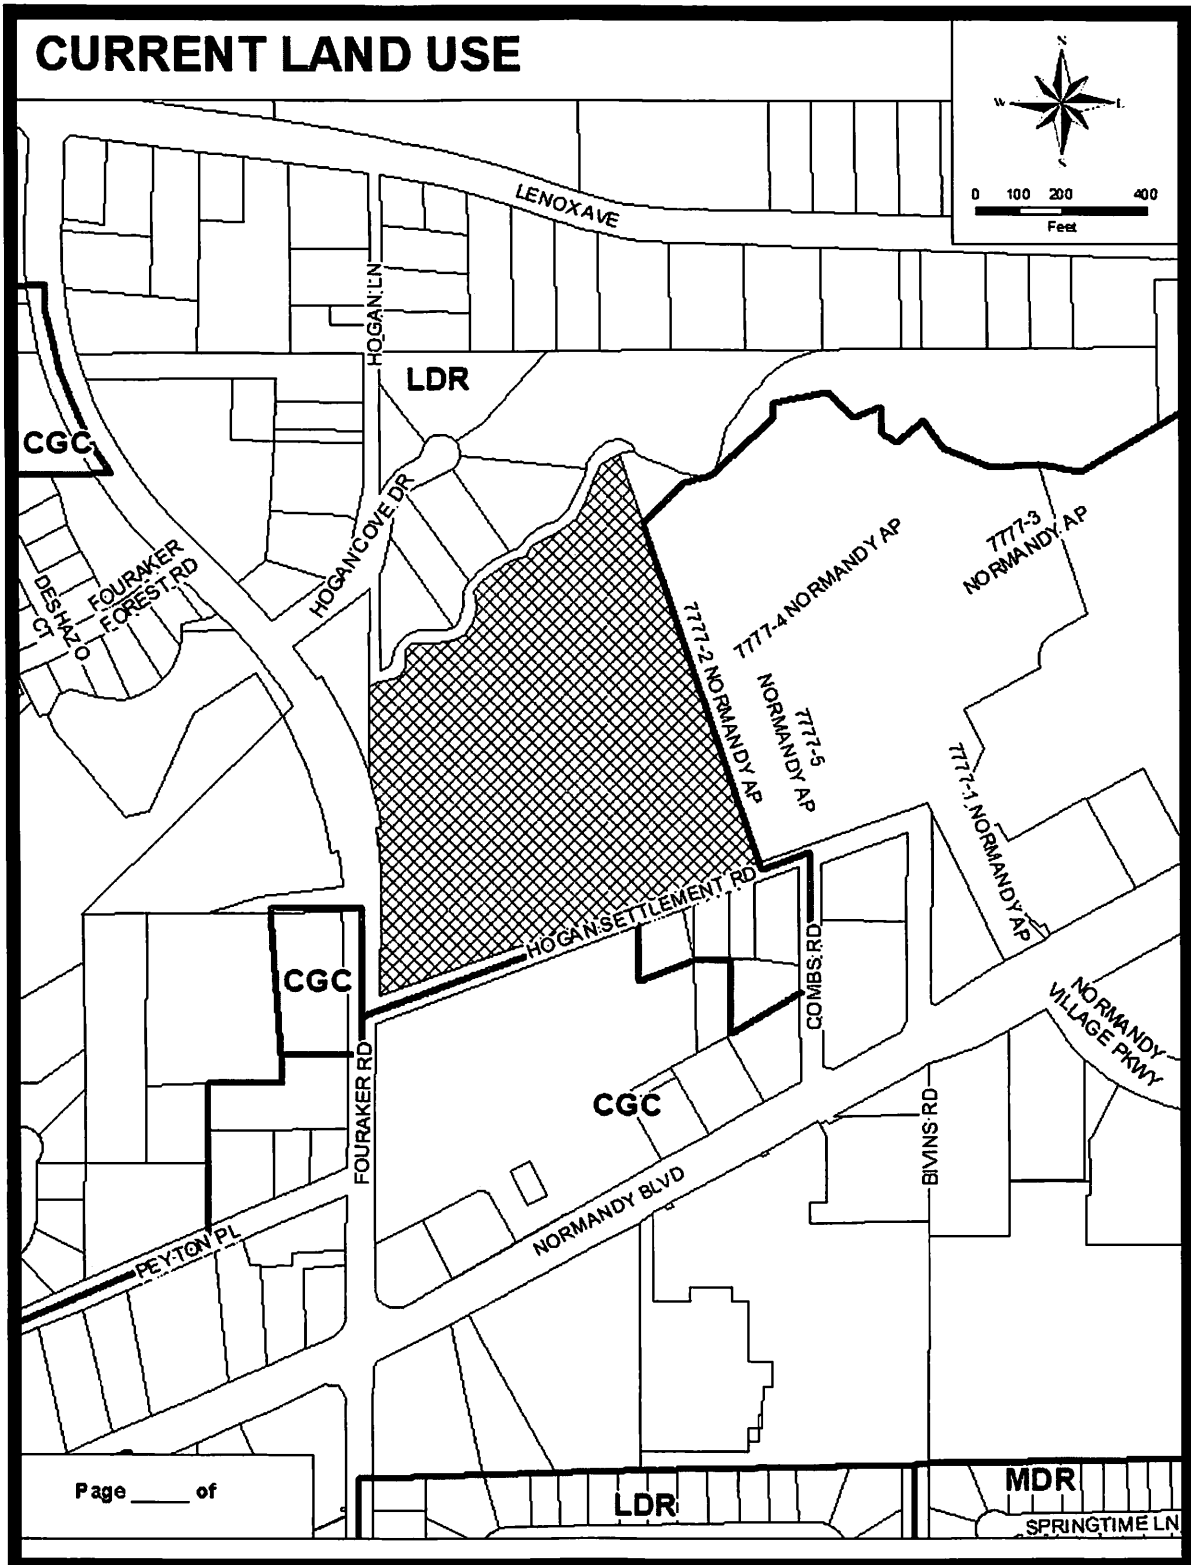 CURRENT LAND USE
N
W
E
S
0 100 200 400
Feet
LENOX AVE
HOGAN LN
LDR
CGC
HOGAN COVE DR
FOURAKER
FOREST RD
DESHAZO
CT
7777-3
NORMANDY AP
7777-4 NORMANDY AP
7777-2 NORMANDY AP
7777-5
NORMANDY AP
7777-1 NORMANDY AP
HOGAN SETTLEMENT RD
CGC
COMBS RD
NORMANDY
VILLAGE PKWY
FOURAKER RD
CGC
BIVINS RD
NORMANDY BLVD
PEYTON PL
Page ____ of
LDR
MDR
SPRINGTIME LN